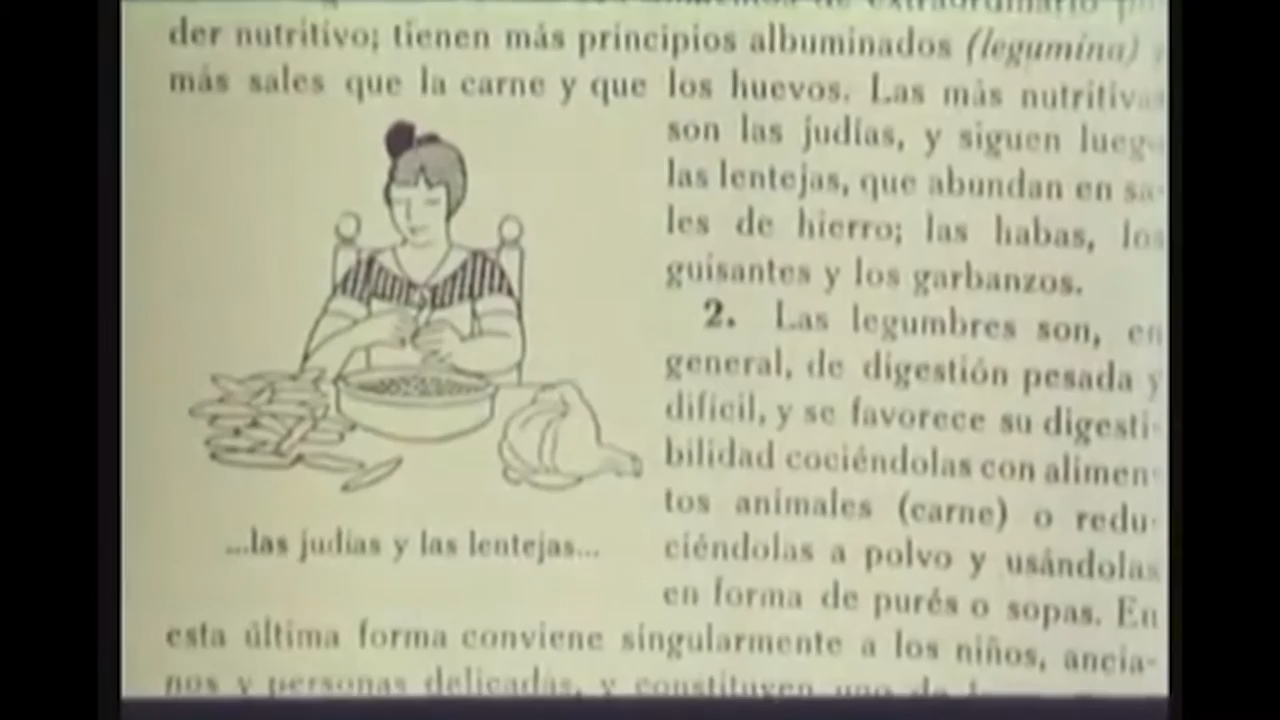 der nutritivo; tienen más principios albuminados (legumina)
más sales que la carne y que los huevos. Las más nutritivas
son las judías, y siguen luego
las lentejas, que abundan en sa-
les de hierro; las habas, los
guisantes y los garbanzos.
2. Las legumbres son, en
general, de digestión pesada y
difícil, y se favorece su digesti-
bilidad cociéndolas con alimen-
tos animales (carne) o redu-
ciéndolas a polvo y usándolas
en forma de purés o sopas. En
...las judías y las lentejas...
esta última forma conviene singularmente a los niños, ancia-
nos y personas delicadas, y constituyen uno de